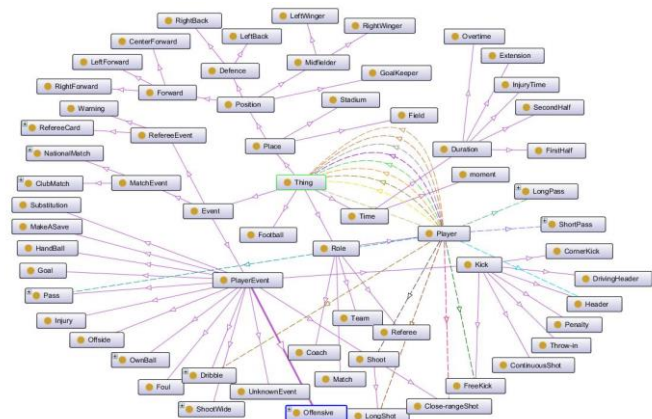 RightBack
LeftWinger
RightWinger
CenterForward
LeftBack
Overtime
LeftForward
Defence
Midfielder
Extension
RightForward
Forward
GoalKeeper
InjuryTime
Warning
Position
Stadium
SecondHalf
RefereeCard
RefereeEvent
Field
Place
Duration
FirstHalf
NationalMatch
MatchEvent
ClubMatch
Thing
moment
LongPass
Substitution
Event
Time
MakeASave
Football
Role
Player
ShortPass
HandBall
CornerKick
Goal
PlayerEvent
Kick
DrivingHeader
Pass
Header
Injury
Team
Referee
Penalty
Offside
Throw-in
OwnBall
Coach
Shoot
ContinuousShot
Foul
Dribble
Match
FreeKick
ShootWide
UnknownEvent
Offensive
LongShot
Close-rangeShot